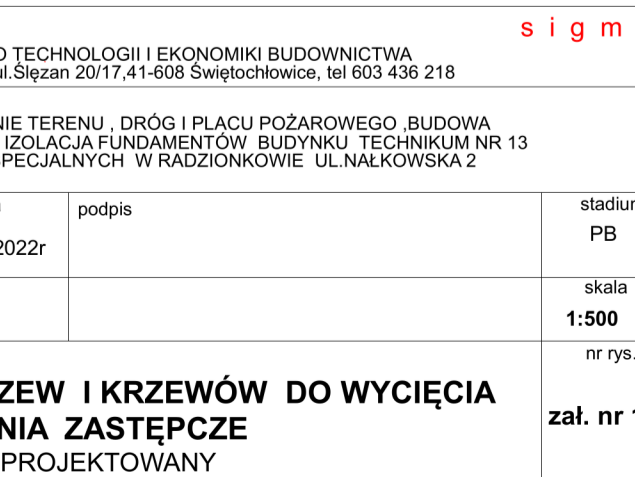 s i g m
O TECHNOLOGII I EKONOMIKI BUDOWNICTWA
ul.Ślęzan 20/17,41-608 Świętochłowice, tel 603 436 218
NIE TERENU , DRÓG I PLACU POŻAROWEGO ,BUDOWA
IZOLACJA FUNDAMENTÓW BUDYNKU TECHNIKUM NR 13
SPECJALNYCH W RADZIONKOWIE UL.NAŁKOWSKA 2
podpis
stadium
2022r
PB
skala
1:500
nr rys.
ZEW I KRZEWÓW DO WYCIĘCIA
NIA ZASTĘPCZE
zał. nr 1
PROJEKTOWANY